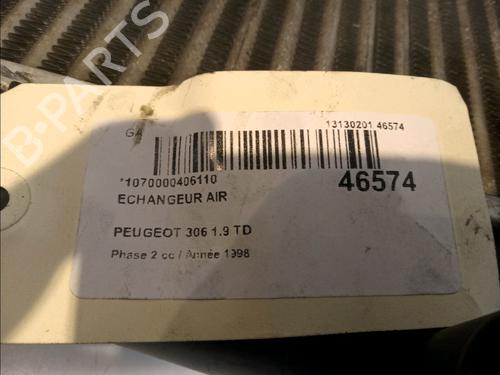 B-PARTS
GA
13130201 46574
*1070000406110
46574
ECHANGEUR AIR
PEUGEOT 306 1.9 TD
Phase 2 cc / Année 1998